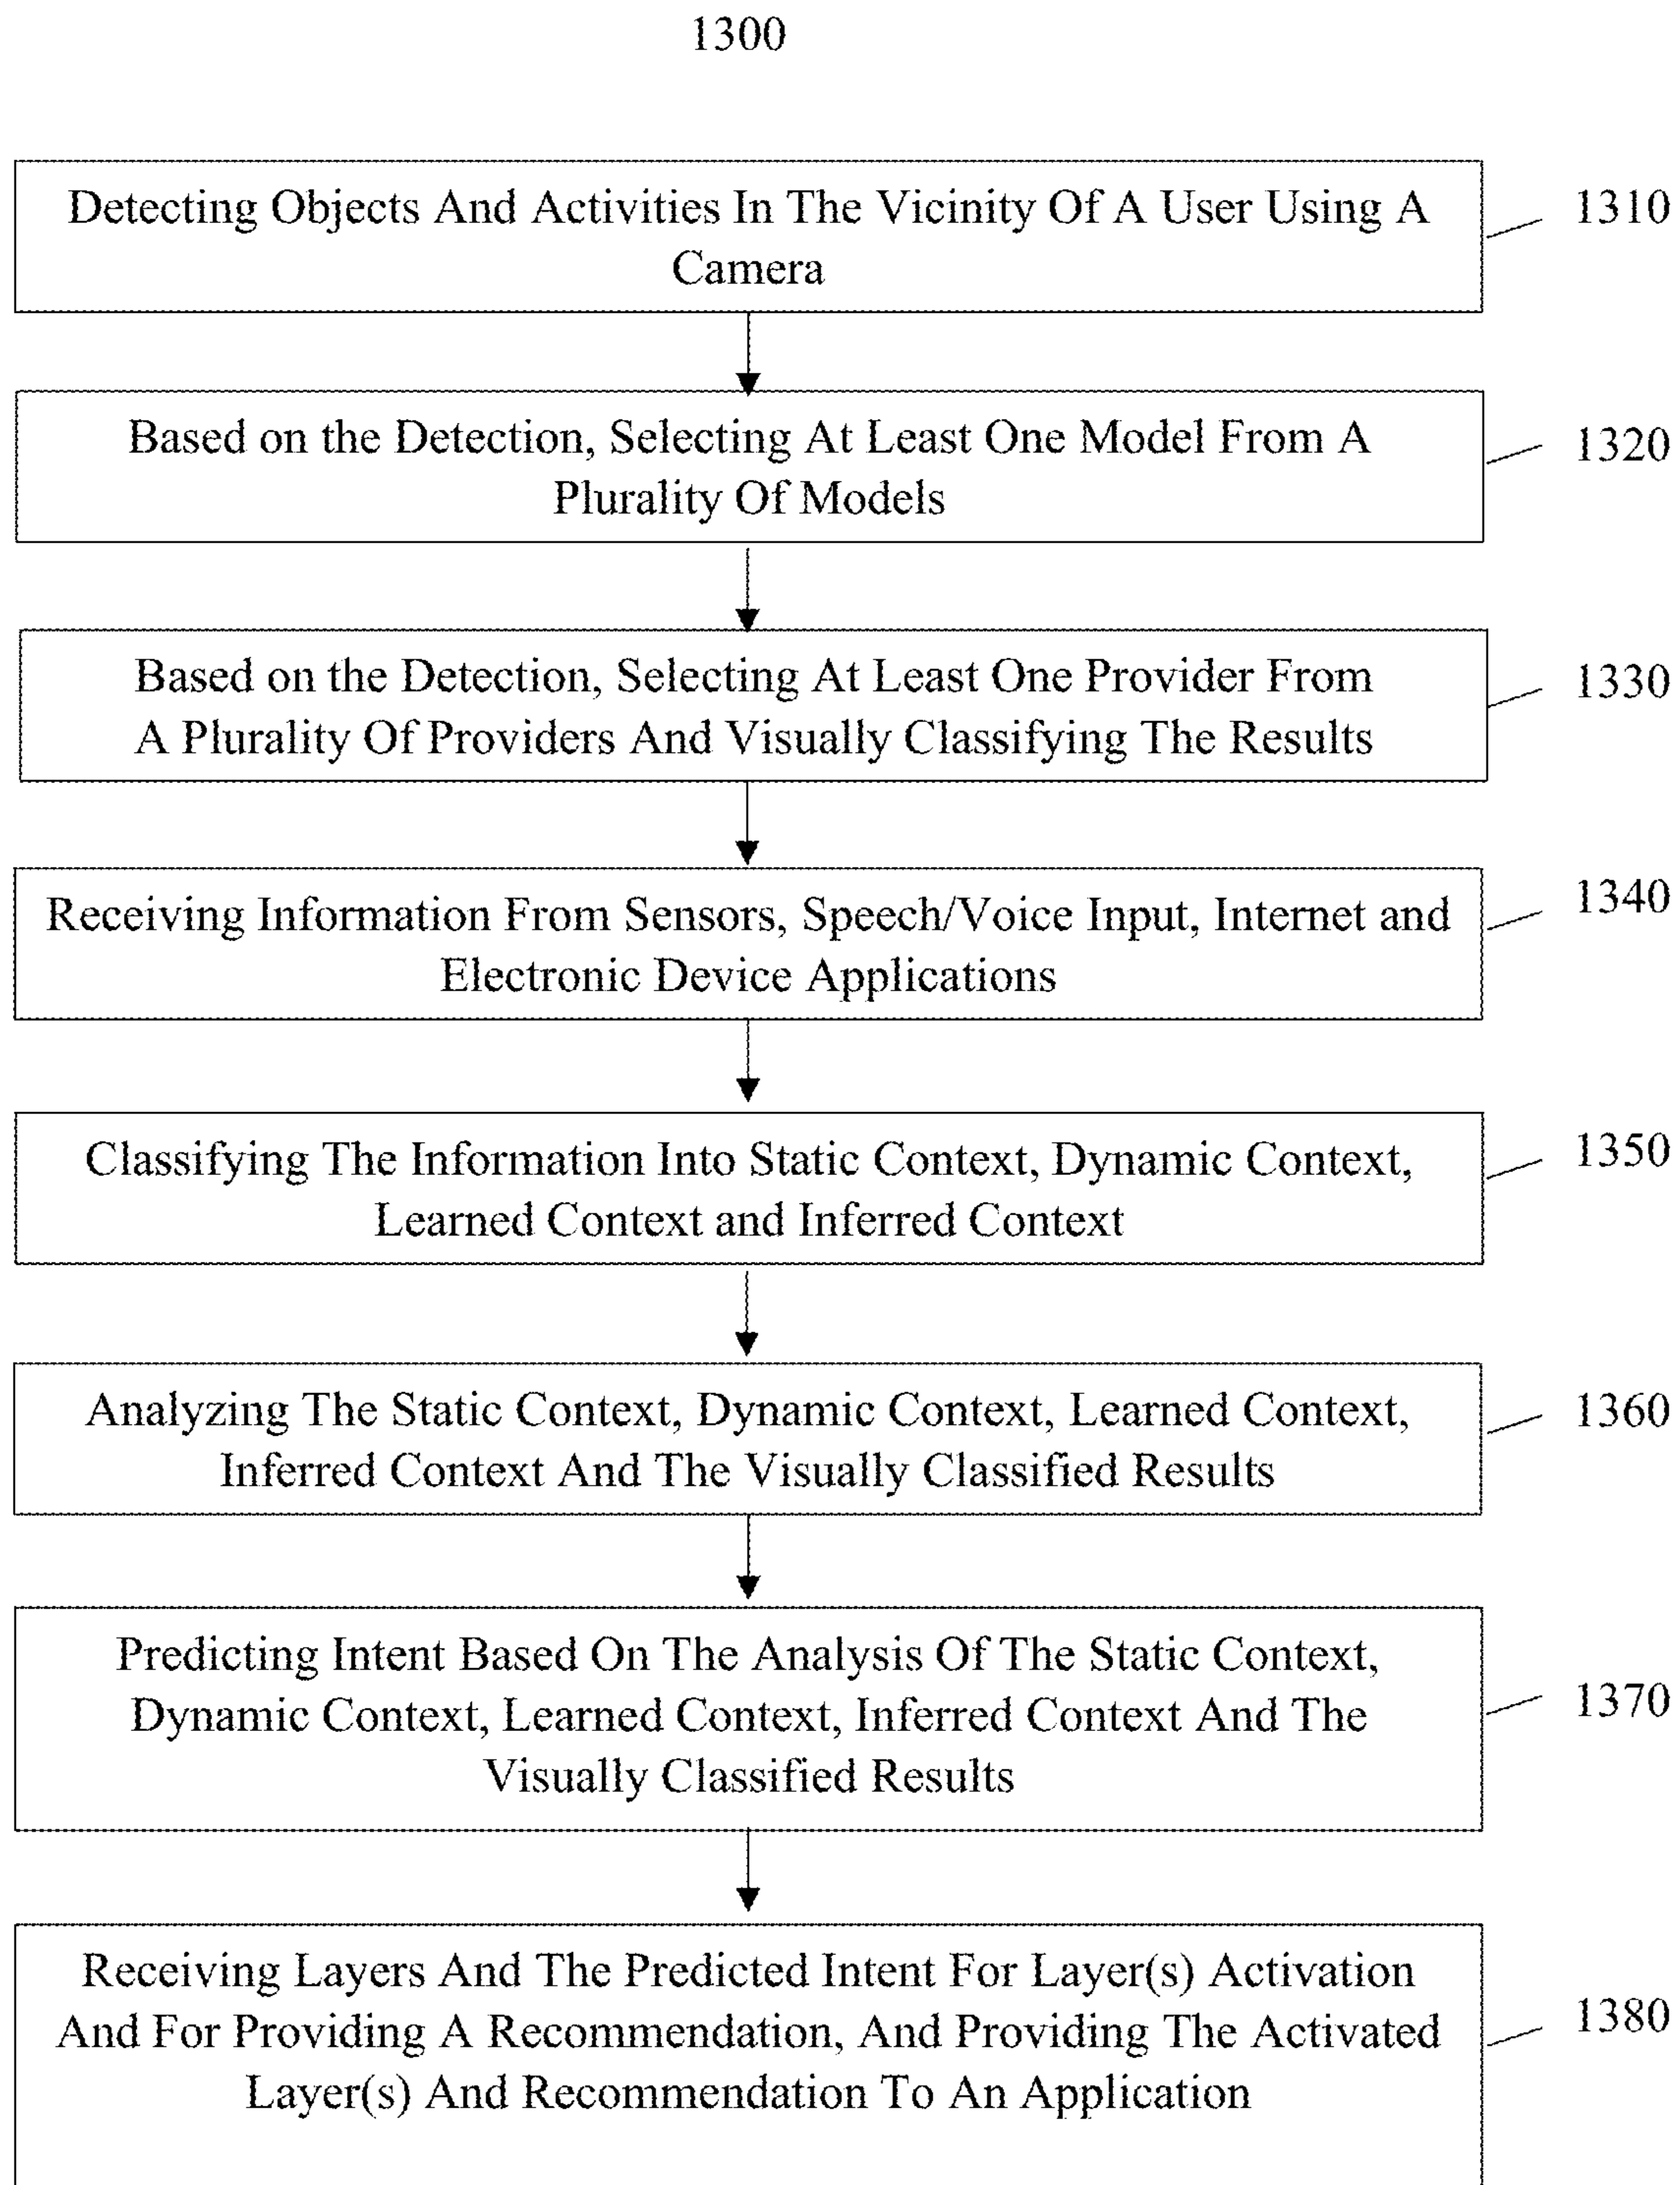 1300
Detecting Objects And Activities In The Vicinity Of A User Using A
Camera
1310
Based on the Detection, Selecting At Least One Model From A
Plurality Of Models
1320
Based on the Detection, Selecting At Least One Provider From
A Plurality Of Providers And Visually Classifying The Results
1330
Receiving Information From Sensors, Speech/Voice Input, Internet and
Electronic Device Applications
1340
Classifying The Information Into Static Context, Dynamic Context,
Learned Context and Inferred Context
1350
Analyzing The Static Context, Dynamic Context, Learned Context,
Inferred Context And The Visually Classified Results
1360
Predicting Intent Based On The Analysis Of The Static Context,
Dynamic Context, Learned Context, Inferred Context And The
Visually Classified Results
1370
Receiving Layers And The Predicted Intent For Layer(s) Activation
And For Providing A Recommendation, And Providing The Activated
Layer(s) And Recommendation To An Application
1380